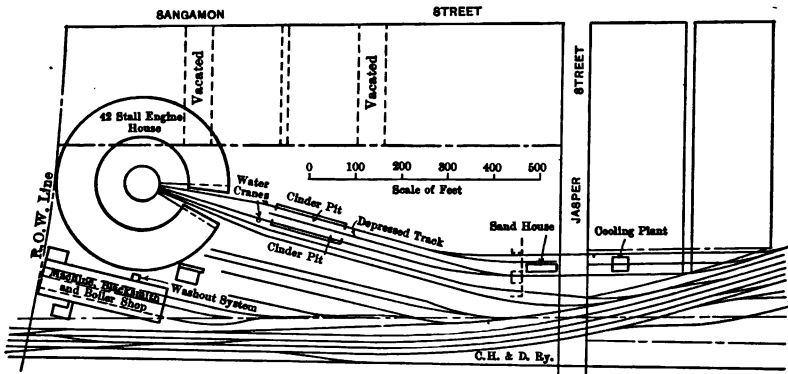 SANGAMON STREET
Vacated
Vacated
42 Stall Engine
House
STREET
JASPER
0 100 200 300 400 500
Scale of Feet
Water
Cranes
Cinder Pit
Depressed Track
Cinder Pit
Sand House
Cooling Plant
R.O.W. Line
Machine, Blacksmith
and Boiler Shop
Washout System
C.H. & D. Ry.